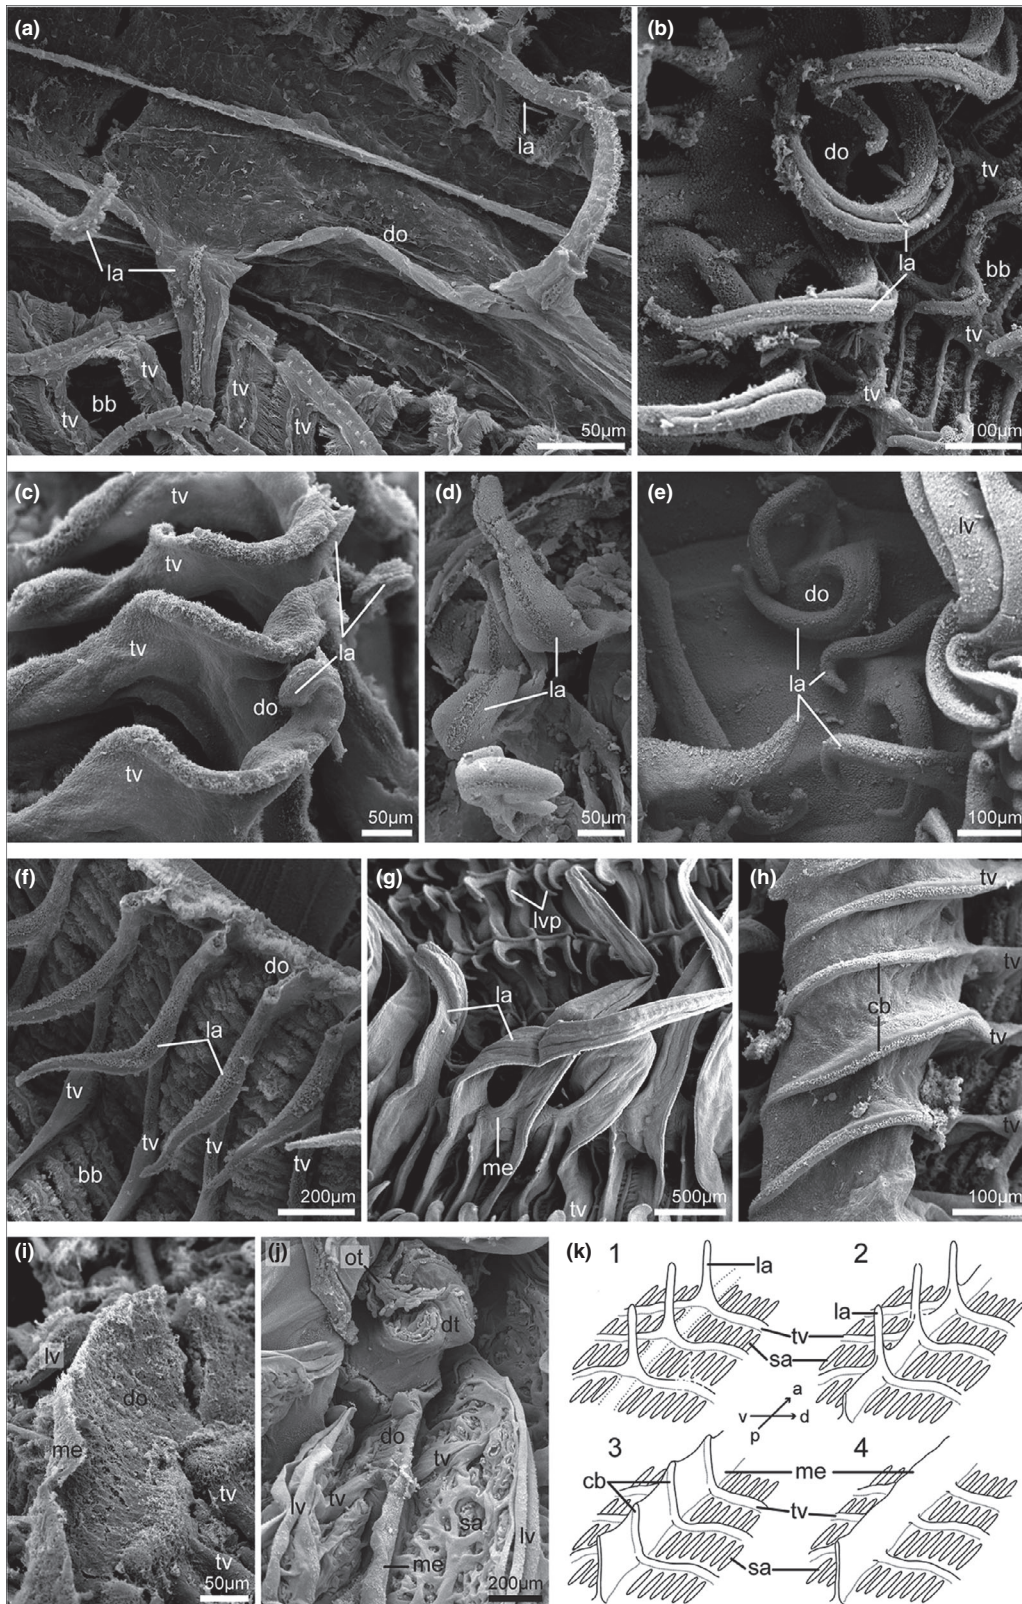 (a)
la
la
do
tv
tv
bb
tv
tv
50µm
(b)
do
tv
la
bb
tv
tv
100µm
(c)
tv
tv
la
tv
do
tv
50µm
(d)
la
50µm
(e)
lv
do
la
100µm
(f)
do
la
tv
tv
tv
tv
bb
200µm
(g)
lvp
la
me
tv
500µm
(h)
tv
tv
cb
tv
tv
100µm
(i)
lv
do
me
tv
tv
50µm
(j)
ot
dt
do
tv
tv
lv
sa
lv
me
200µm
(k)
1
2
la
la
tv
sa
a
v
d
p
3
4
cb
me
tv
sa